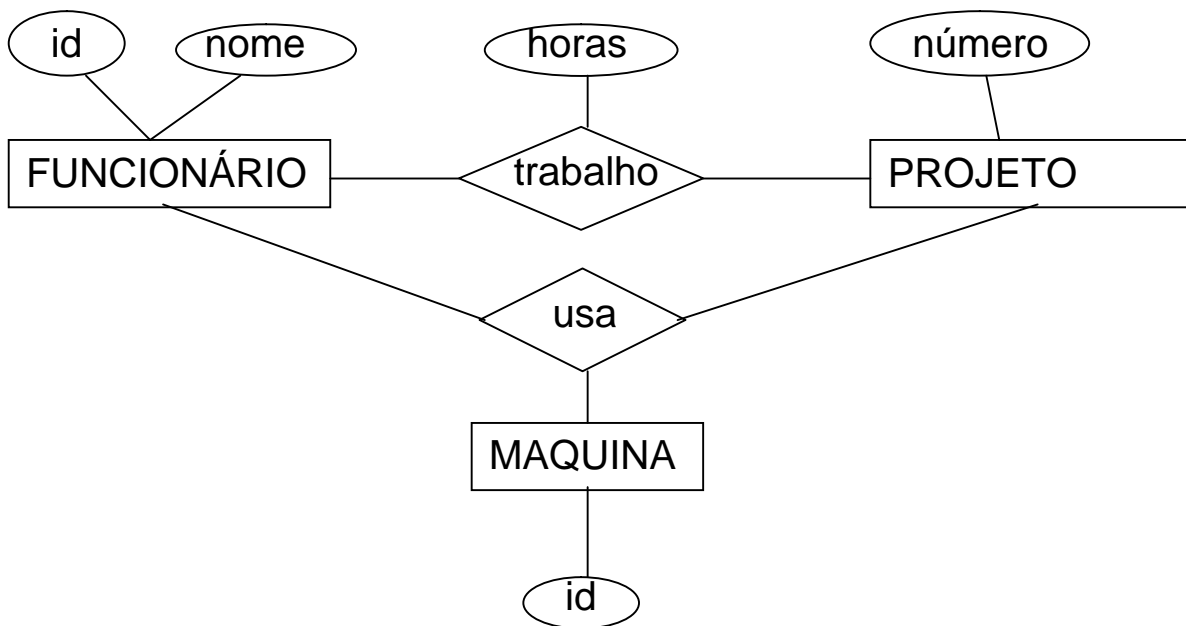 id
nome
horas
número
FUNCIONÁRIO
trabalho
PROJETO
usa
MAQUINA
id